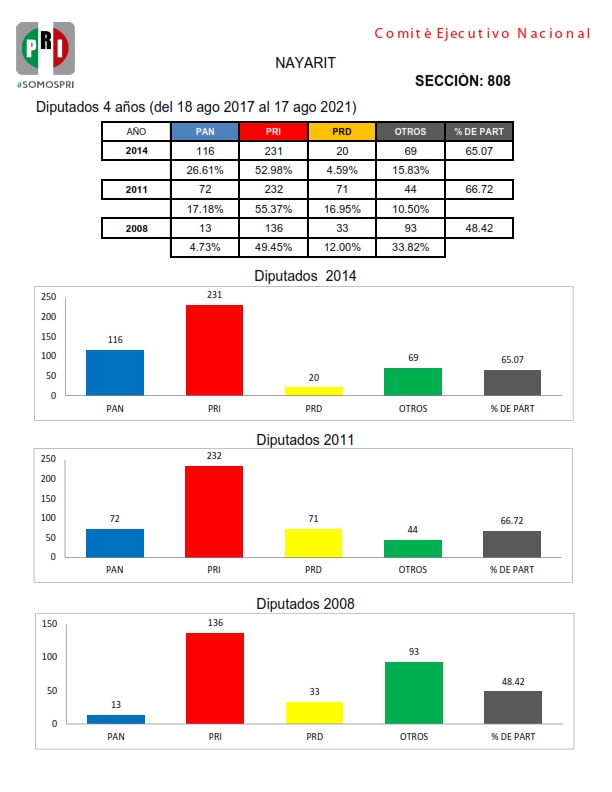 Comité Ejecutivo Nacional
PRI
#SOMOSPRI
NAYARIT
SECCIÓN: 808
Diputados 4 años (del 18 ago 2017 al 17 ago 2021)
AÑO PAN PRI PRD OTROS % DE PART
2014 116 231 20 69 65.07
26.61% 52.98% 4.59% 15.83%
2011 72 232 71 44 66.72
17.18% 55.37% 16.95% 10.50%
2008 13 136 33 93 48.42
4.73% 49.45% 12.00% 33.82%
Diputados 2014
250
200
150
100
50
0
116 231 20 69 65.07
PAN PRI PRD OTROS % DE PART
Diputados 2011
250
200
150
100
50
0
72 232 71 44 66.72
PAN PRI PRD OTROS % DE PART
Diputados 2008
150
100
50
0
13 136 33 93 48.42
PAN PRI PRD OTROS % DE PART